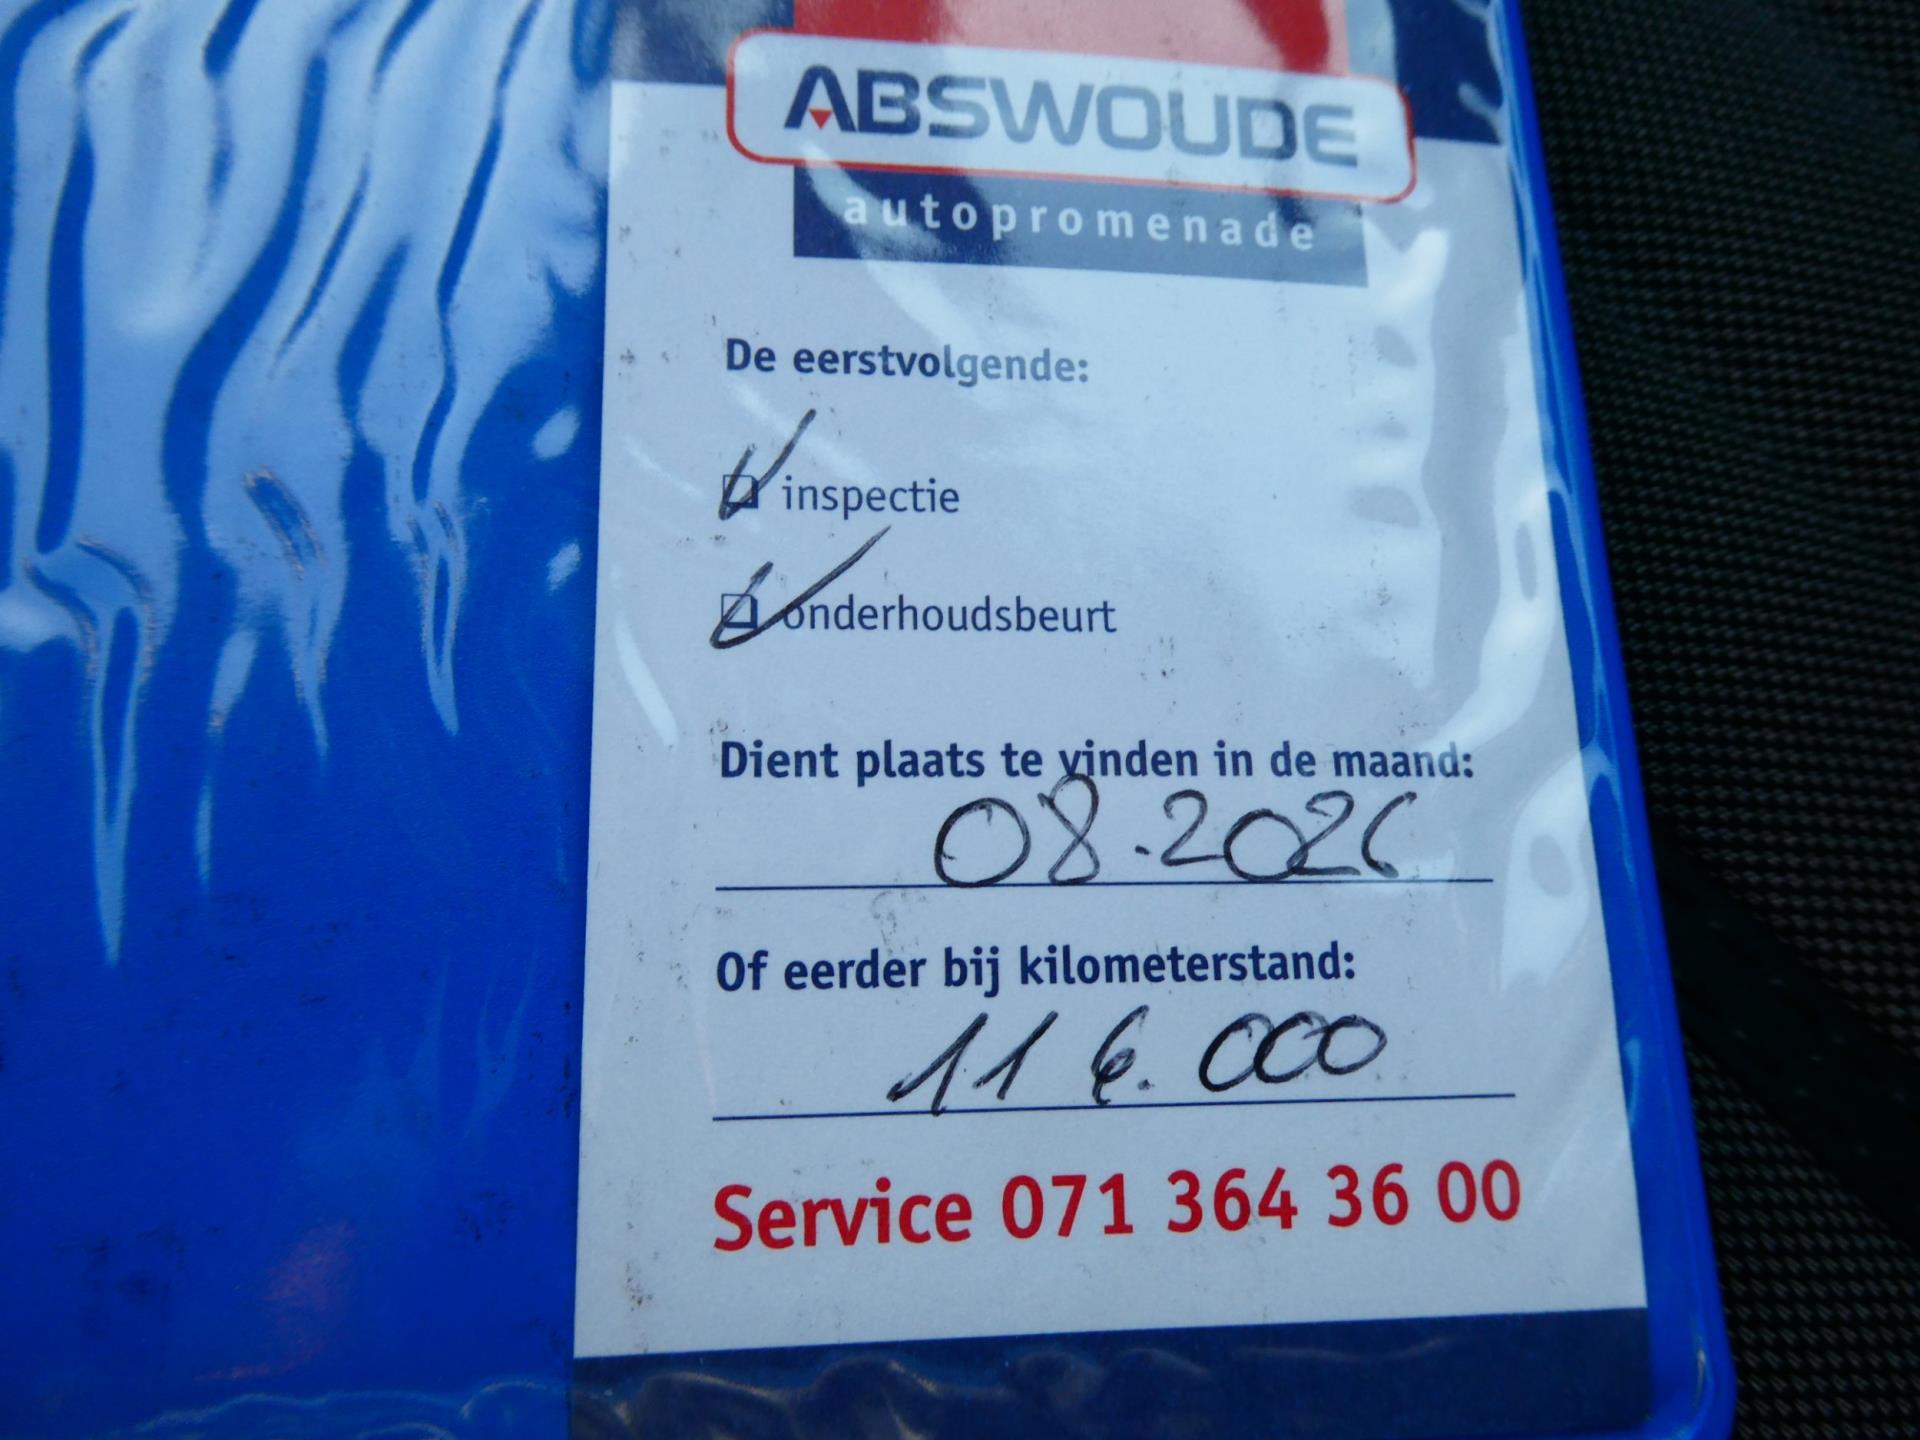 ABSWOUDE
autopromenade
De eerstvolgende:
inspectie
onderhoudsbeurt
Dient plaats te vinden in de maand:
08.2026
Of eerder bij kilometerstand:
116.000
Service 071 364 36 00